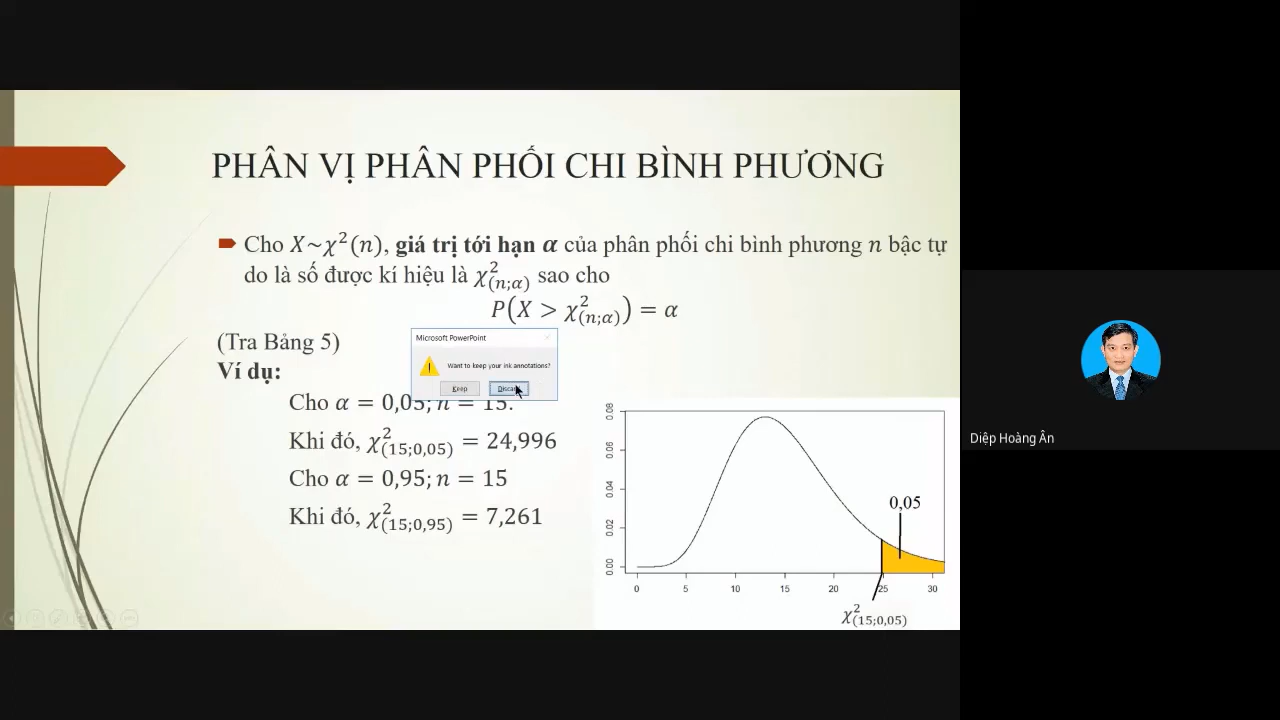 PHÂN VỊ PHÂN PHỐI CHI BÌNH PHƯƠNG
Cho X~χ²(n), giá trị tới hạn α của phân phối chi bình phương n bậc tự
do là số được kí hiệu là χ²₍ₙ;α₎ sao cho
P(X > χ²₍ₙ;α₎) = α
(Tra Bảng 5)
Ví dụ:
Microsoft PowerPoint
Want to keep your ink annotations?
Keep
Cho α = 0,05; n = 15.
Khi đó, χ²₍₁₅;₀,₀₅₎ = 24,996
Cho α = 0,95; n = 15
Khi đó, χ²₍₁₅;₀,₉₅₎ = 7,261
0.08
0.06
0.04
0.02
0.00
0,05
0 5 10 15 20 25 30
χ²₍₁₅;₀,₀₅₎
Diệp Hoàng Ân